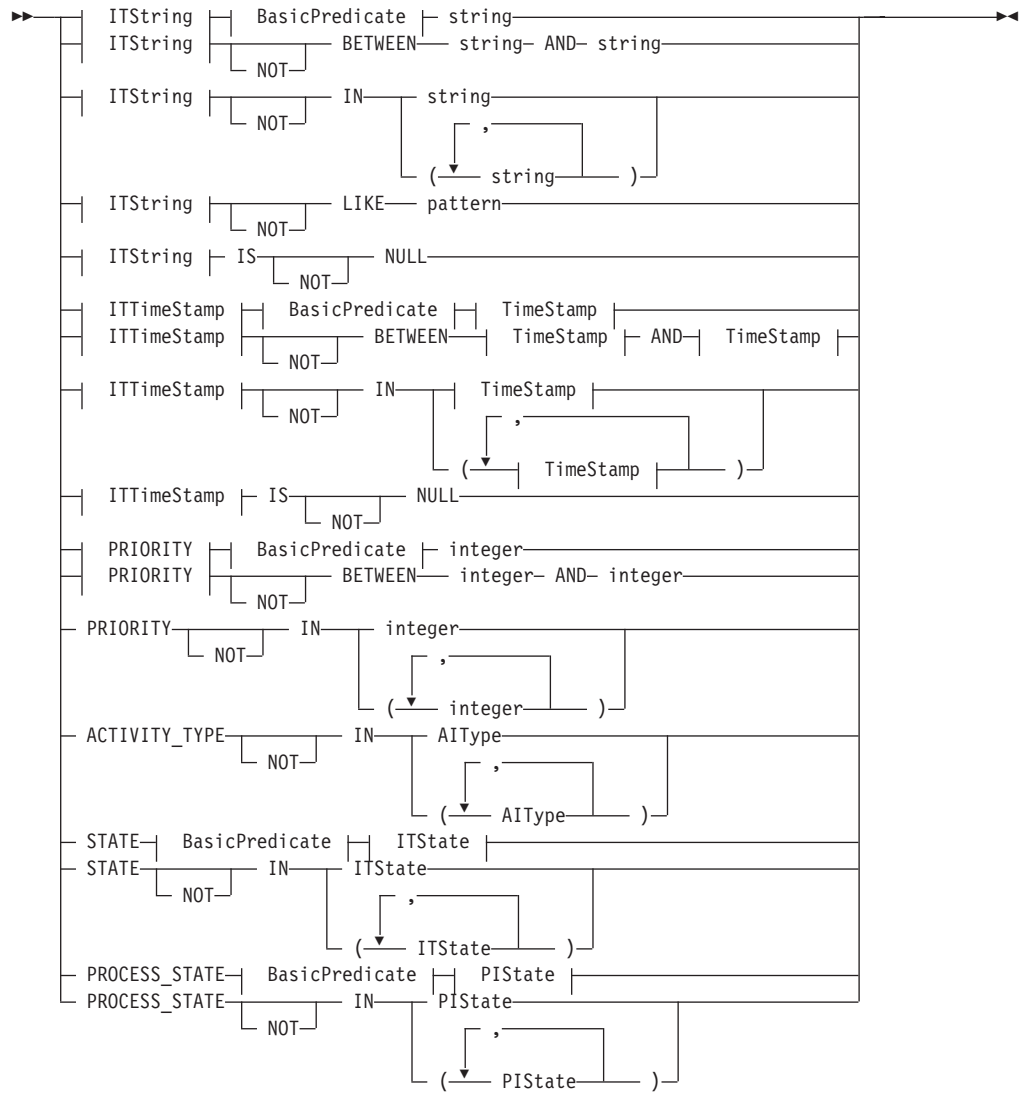 ITString BasicPredicate string
ITString BETWEEN string AND string
NOT
ITString IN string
NOT ,
( string )
ITString LIKE pattern
NOT
ITString IS NULL
NOT
ITTimeStamp BasicPredicate TimeStamp
ITTimeStamp BETWEEN TimeStamp AND TimeStamp
NOT
ITTimeStamp IN TimeStamp
NOT ,
( TimeStamp )
ITTimeStamp IS NULL
NOT
PRIORITY BasicPredicate integer
PRIORITY BETWEEN integer AND integer
NOT
PRIORITY IN integer
NOT ,
( integer )
ACTIVITY_TYPE IN AIType
NOT ,
( AIType )
STATE BasicPredicate ITState
STATE IN ITState
NOT ,
( ITState )
PROCESS_STATE BasicPredicate PIState
PROCESS_STATE IN PIState
NOT ,
( PIState )